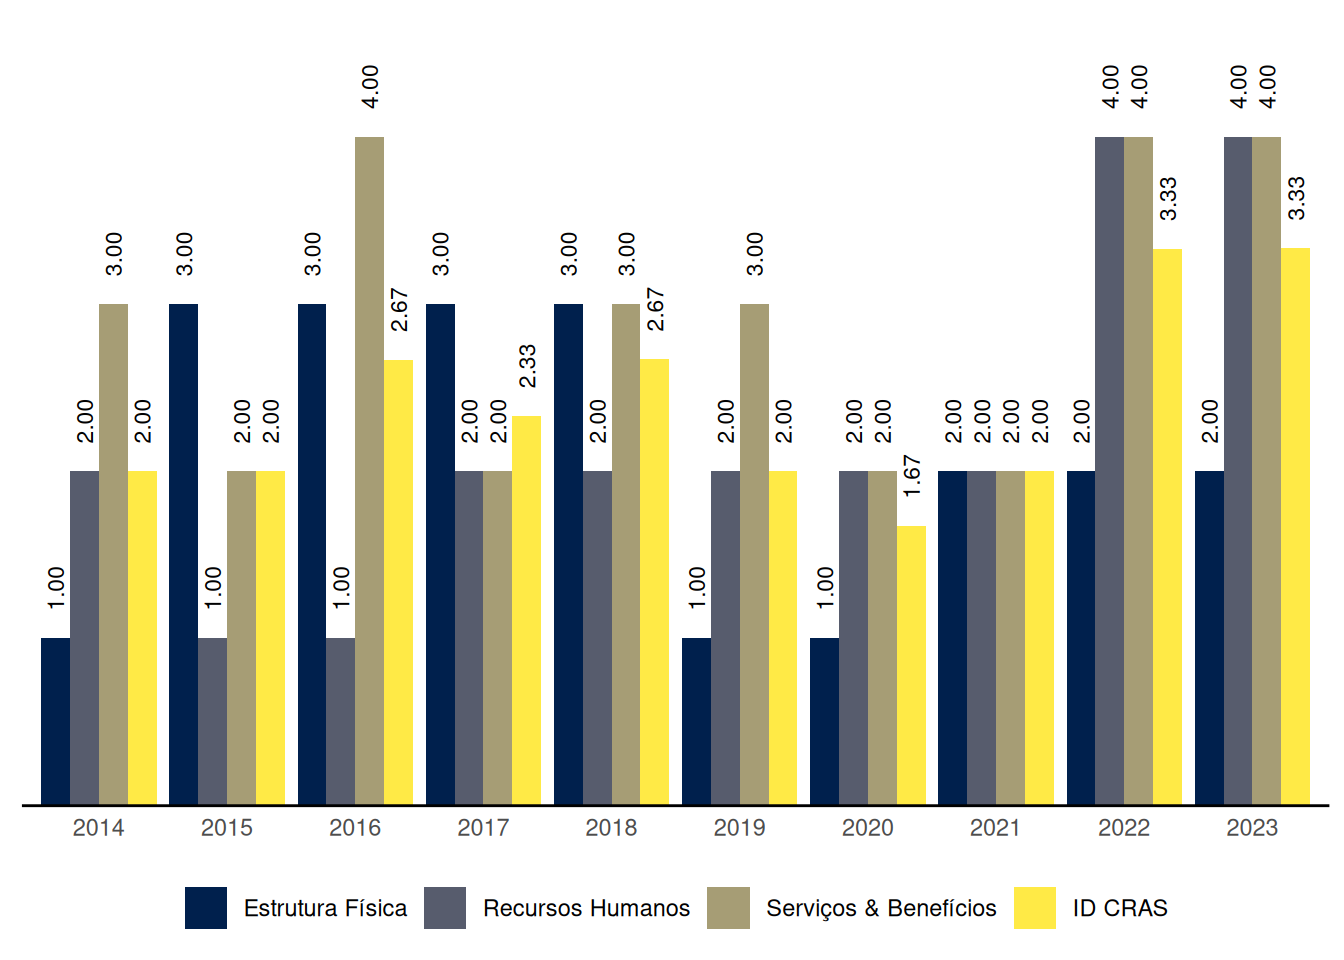 1.00 2.00 3.00 2.00
3.00 1.00 2.00 2.00
3.00 1.00 4.00 2.67
3.00 2.00 2.00 2.33
3.00 2.00 3.00 2.67
1.00 2.00 3.00 2.00
1.00 2.00 2.00 1.67
2.00 2.00 2.00 2.00
2.00 4.00 4.00 3.33
2.00 4.00 4.00 3.33
2014 2015 2016 2017 2018 2019 2020 2021 2022 2023
Estrutura Física Recursos Humanos Serviços & Benefícios ID CRAS